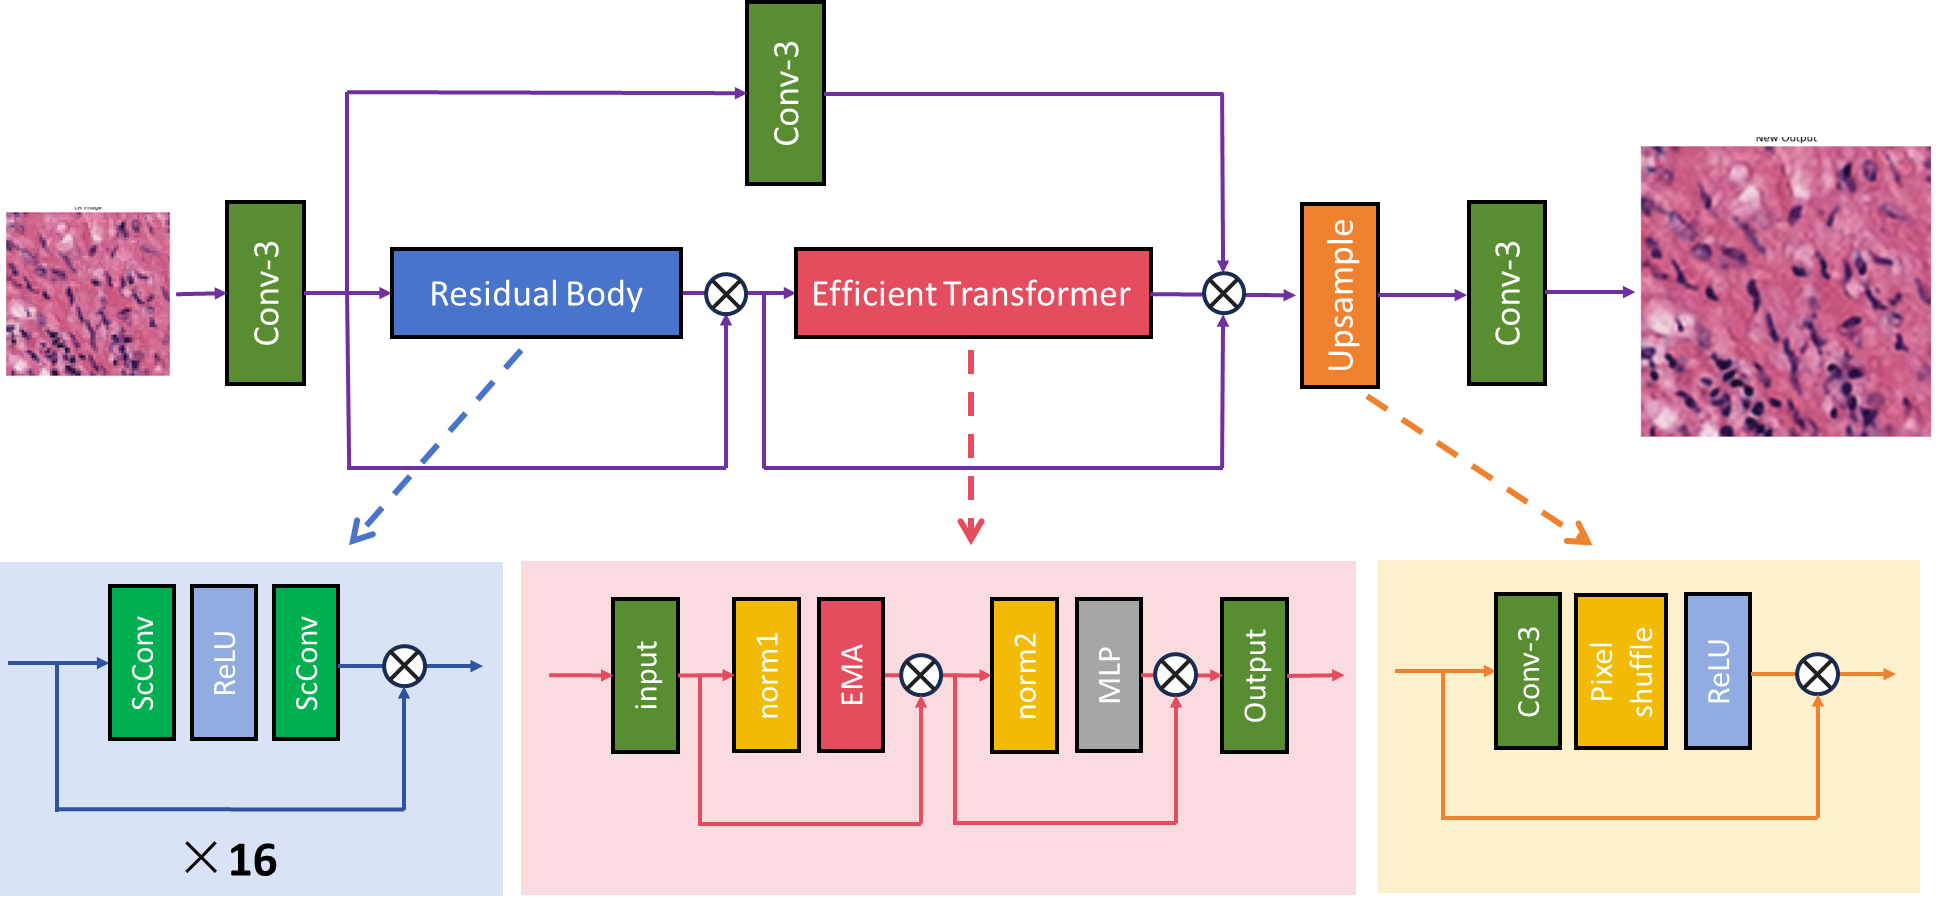 Conv-3
New Output
LR Image
Conv-3
Residual Body
Efficient Transformer
Upsample
Conv-3
ScConv
ReLU
ScConv
×16
input
norm1
EMA
norm2
MLP
Output
Conv-3
Pixel
shuffle
ReLU